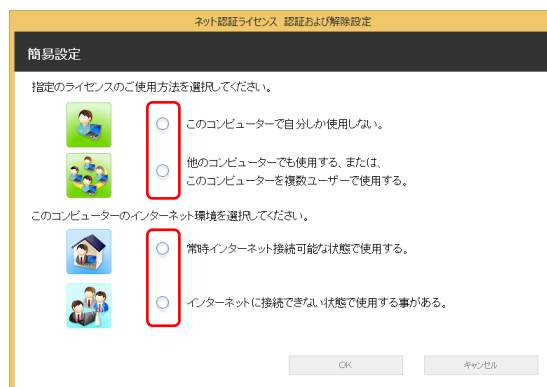 ネット認証ライセンス 認証および解除設定
簡易設定
指定のライセンスのご使用方法を選択してください。
このコンピューターで自分しか使用しない。
他のコンピューターでも使用する、または、
このコンピューターを複数ユーザーで使用する。
このコンピューターのインターネット環境を選択してください。
常時インターネット接続可能な状態で使用する。
インターネットに接続できない状態で使用する事がある。
OK
キャンセル